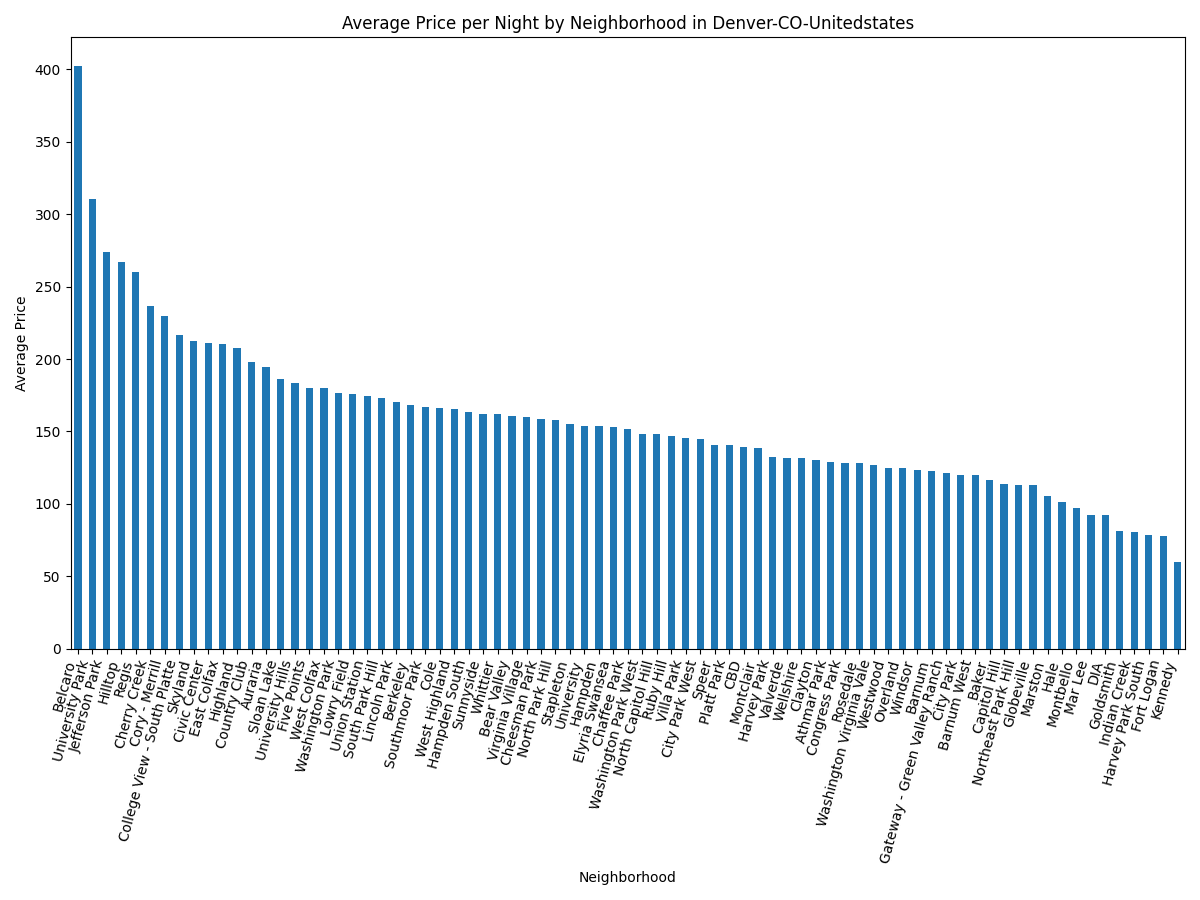 Average Price per Night by Neighborhood in Denver-CO-Unitedstates
Average Price
400
350
300
250
200
150
100
50
0
Belcaro
University Park
Jefferson Park
Hilltop
Regis
Cherry Creek
Cory - Merrill
College View - South Platte
Skyland
Civic Center
East Colfax
Highland
Country Club
Auraria
Sloan Lake
University Hills
Five Points
West Colfax
Washington Park
Lowry Field
Union Station
South Park Hill
Lincoln Park
Berkeley
Southmoor Park
Cole
West Highland
Hampden South
Sunnyside
Whittier
Bear Valley
Virginia Village
Cheesman Park
North Park Hill
Stapleton
University
Hampden
Elyria Swansea
Chaffee Park
Washington Park West
North Capitol Hill
Ruby Hill
Villa Park
City Park West
Speer
Platt Park
CBD
Montclair
Harvey Park
Valverde
Wellshire
Clayton
Athmar Park
Congress Park
Rosedale
Washington Virginia Vale
Westwood
Overland
Windsor
Barnum
Gateway - Green Valley Ranch
City Park
Barnum West
Baker
Capitol Hill
Northeast Park Hill
Globeville
Marston
Hale
Montbello
Mar Lee
DIA
Goldsmith
Indian Creek
Harvey Park South
Fort Logan
Kennedy
Neighborhood